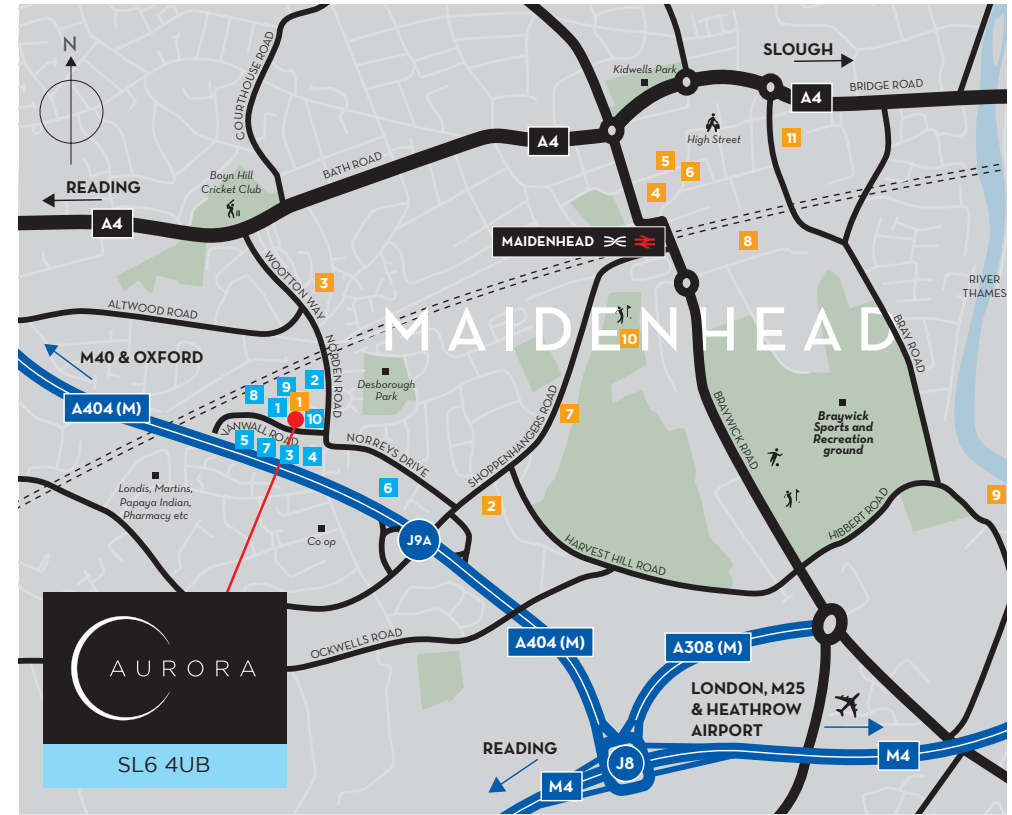 N
COURTHOUSE ROAD
Kidwells Park
SLOUGH
A4
BRIDGE ROAD
A4
BATH ROAD
High Street
11
5
6
4
READING
A4
Boyn Hill
Cricket Club
MAIDENHEAD
8
WOOTTON WAY
3
RIVER
THAMES
ALTWOOD ROAD
MAIDENHEAD
10
BRAY ROAD
M40 & OXFORD
NORDEN ROAD
Desborough
Park
A404 (M)
8
9
2
1
1
10
VANWALL ROAD
5
7
3
4
NORREYS DRIVE
SHOPPENHANGERS ROAD
7
BRAYWICK RPAD
Braywick
Sports and
Recreation
ground
Londis, Martins,
Papaya Indian,
Pharmacy etc
6
2
9
Co op
J9A
HARVEST HILL ROAD
HIBBERT ROAD
OCKWELLS ROAD
A404 (M)
A308 (M)
AURORA
SL6 4UB
LONDON, M25
& HEATHROW
AIRPORT
READING
J8
M4
M4